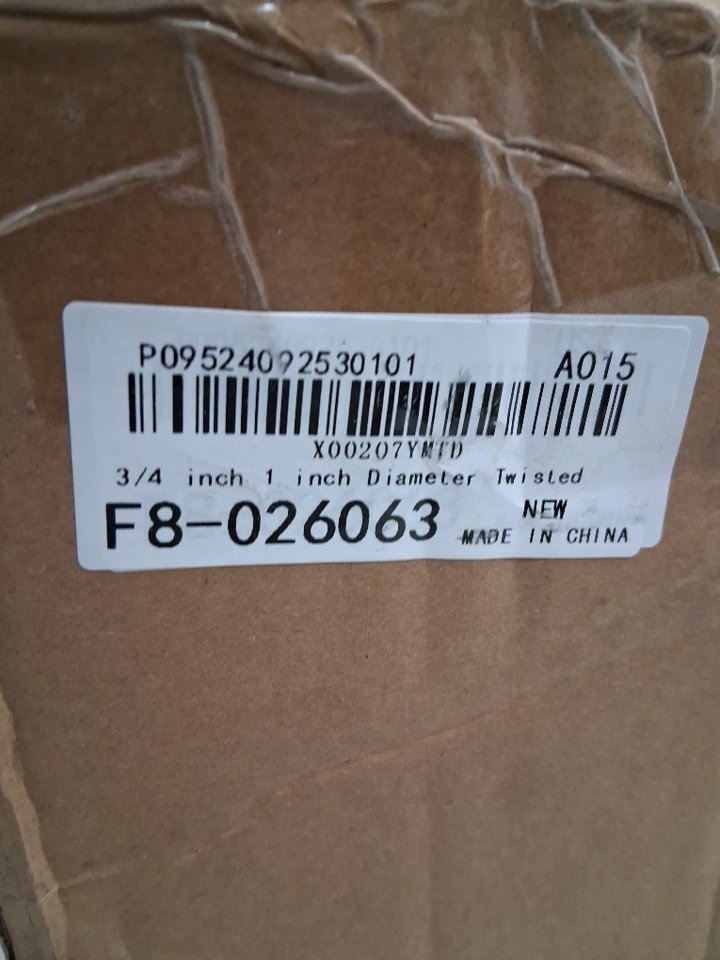 P09524092530101 A015
X00207YMTD
3/4 inch 1 inch Diameter Twisted
F8-026063 NEW
MADE IN CHINA